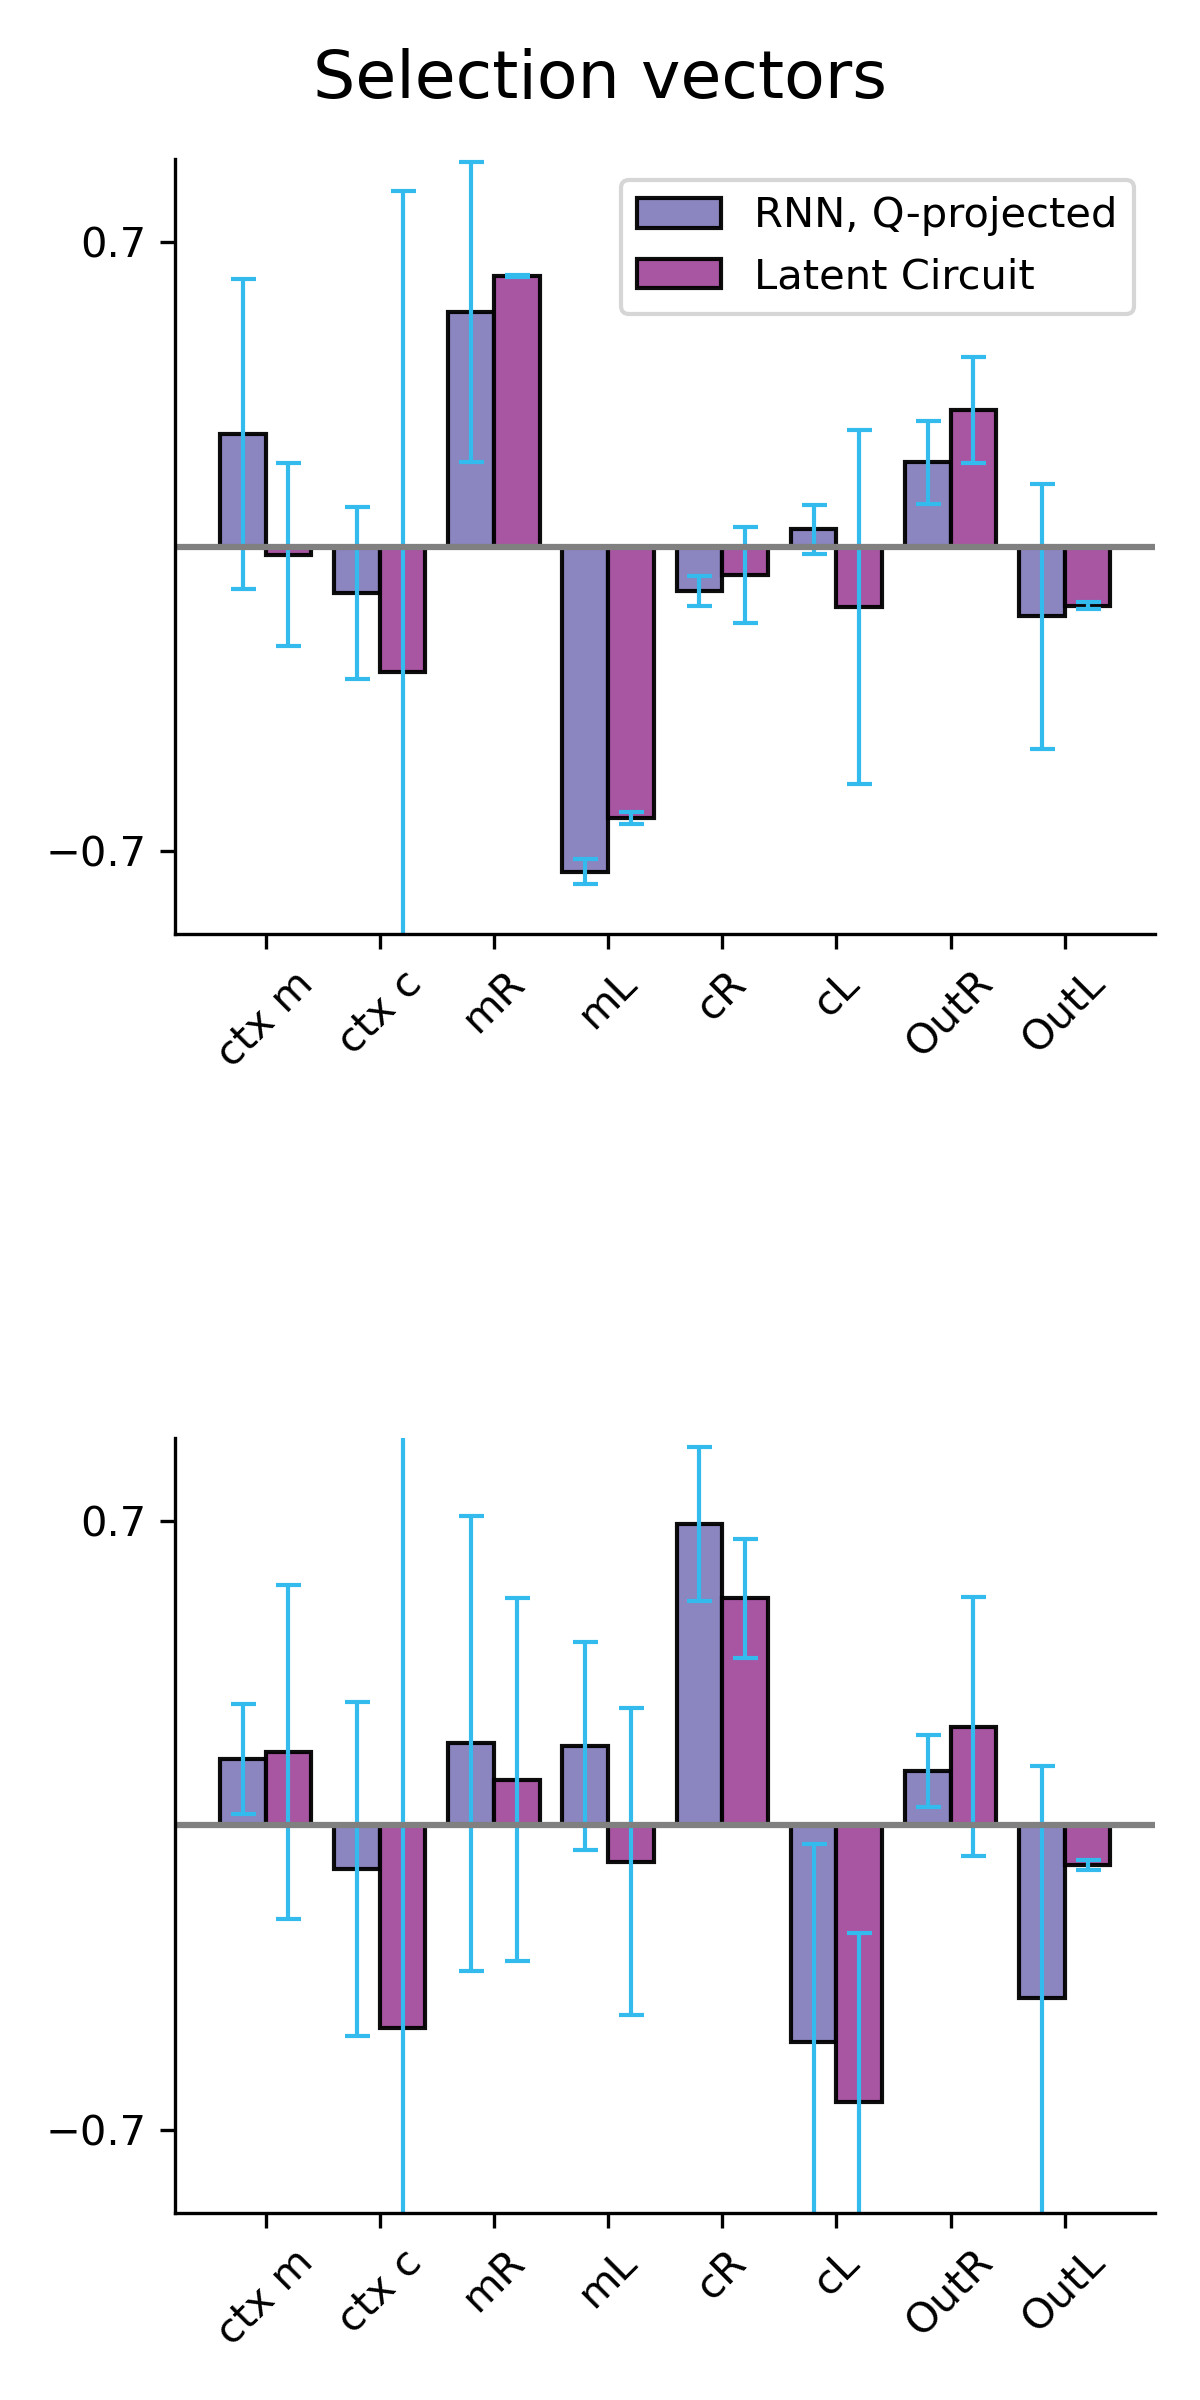 Selection vectors
0.7
RNN, Q-projected
Latent Circuit
−0.7
ctx m
ctx c
mR
mL
cR
cL
OutR
OutL
0.7
−0.7
ctx m
ctx c
mR
mL
cR
cL
OutR
OutL